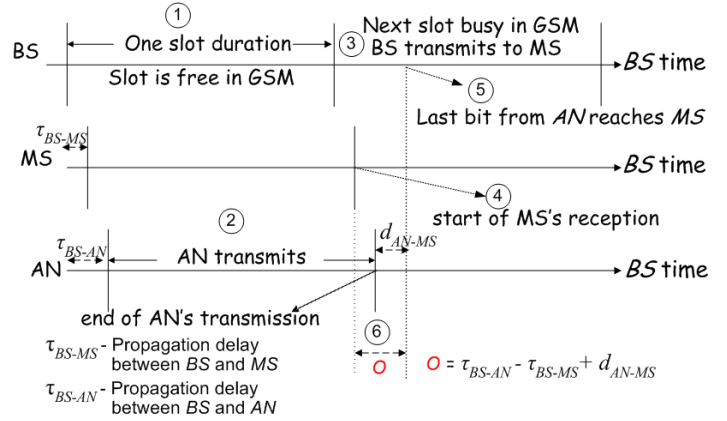 ①
Next slot busy in GSM
BS One slot duration ③ BS transmits to MS
BS time
Slot is free in GSM
⑤
Last bit from AN reaches MS
τBS-MS
MS BS time
④
② start of MS's reception
τBS-AN AN transmits dAN-MS
AN BS time
end of AN's transmission
⑥
τBS-MS - Propagation delay
between BS and MS
O O = τBS-AN - τBS-MS + dAN-MS
τBS-AN - Propagation delay
between BS and AN